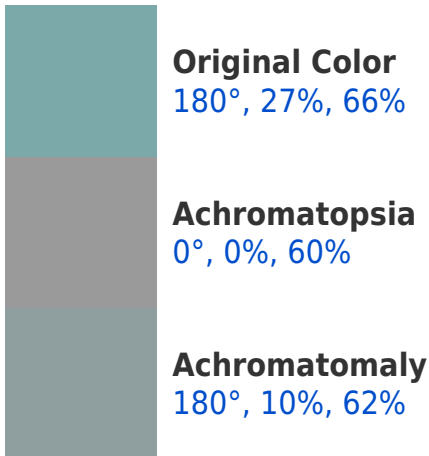 Original Color
180°, 27%, 66%
Achromatopsia
0°, 0%, 60%
Achromatomaly
180°, 10%, 62%